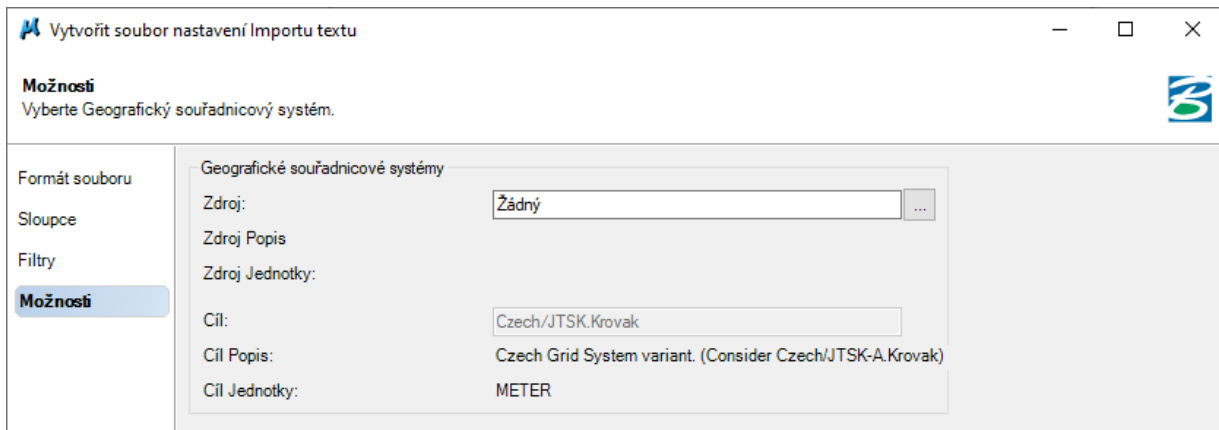 Vytvořit soubor nastavení Importu textu
Možnosti
Vyberte Geografický souřadnicový systém.
Formát souboru
Sloupce
Filtry
Možnosti
Geografické souřadnicové systémy
Zdroj: Žádný ...
Zdroj Popis
Zdroj Jednotky:
Cíl: Czech/JTSK.Krovak
Cíl Popis: Czech Grid System variant. (Consider Czech/JTSK-A.Krovak)
Cíl Jednotky: METER